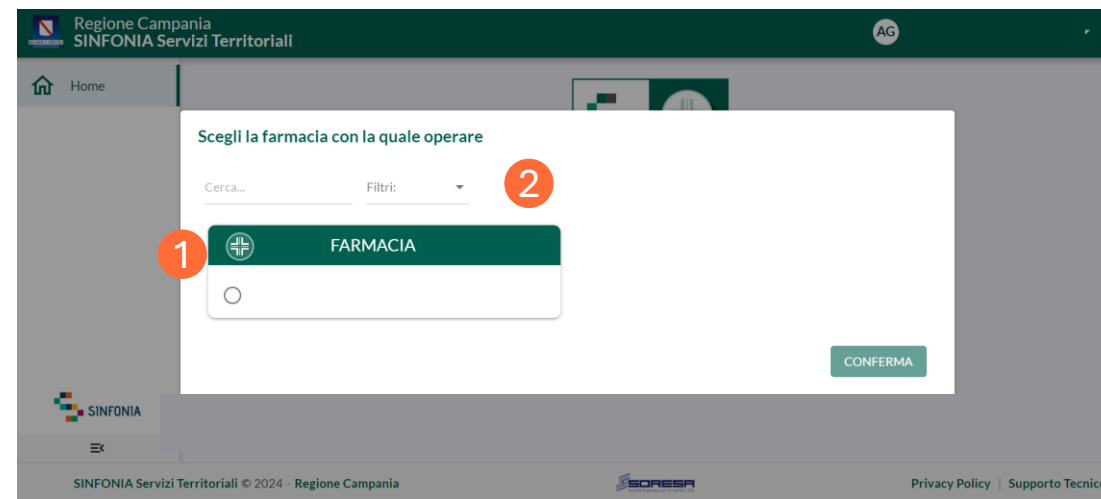 Regione Campania
SINFONIA Servizi Territoriali
AG
Home
Scegli la farmacia con la quale operare
Cerca...
Filtri:
2
1
FARMACIA
CONFERMA
SINFONIA
SINFONIA Servizi Territoriali © 2024 - Regione Campania
SORESA
Privacy Policy | Supporto Tecnic